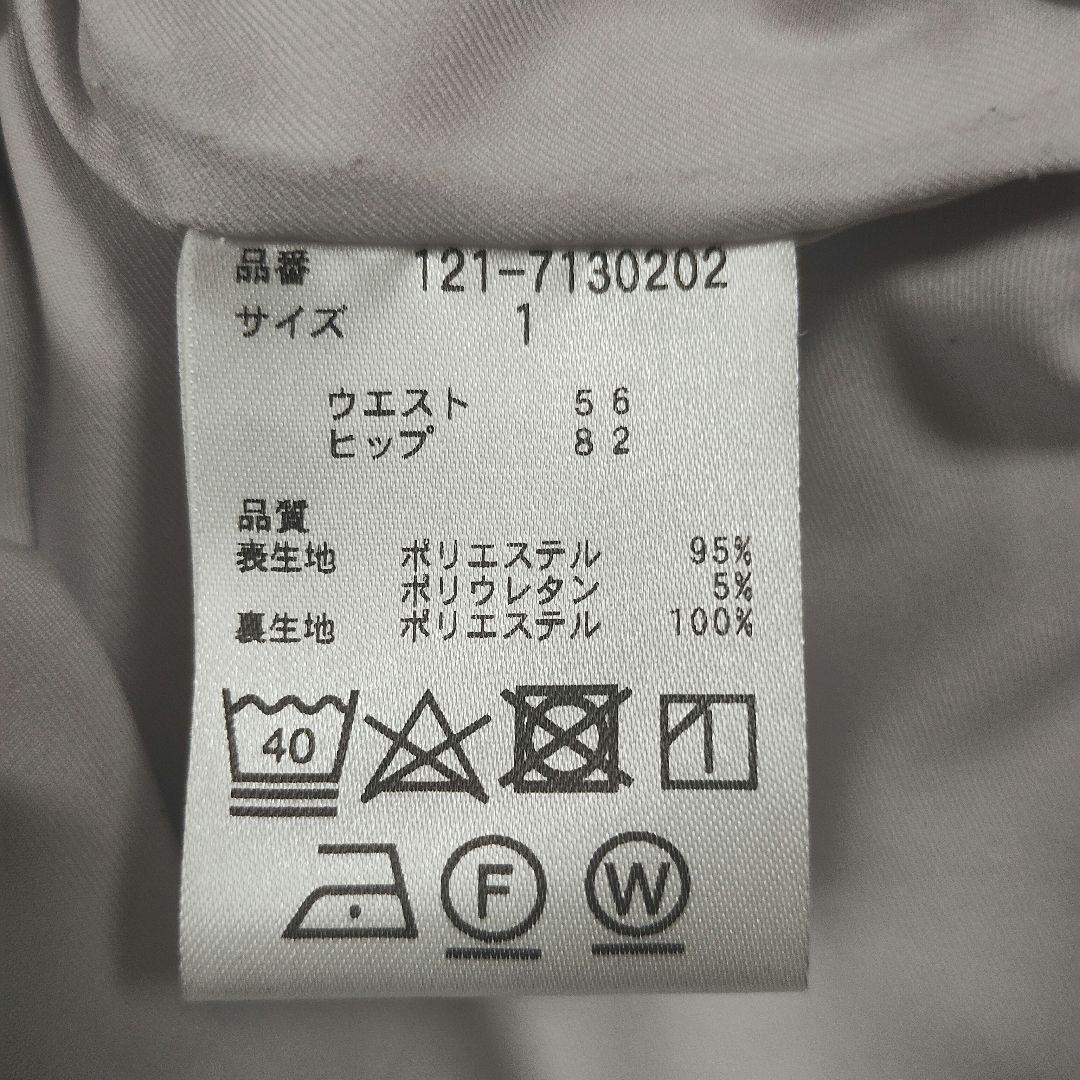 品番 121-7130202
サイズ 1
ウエスト 56
ヒップ 82
品質
表生地 ポリエステル 95%
ポリウレタン 5%
裏生地 ポリエステル 100%
40
F W